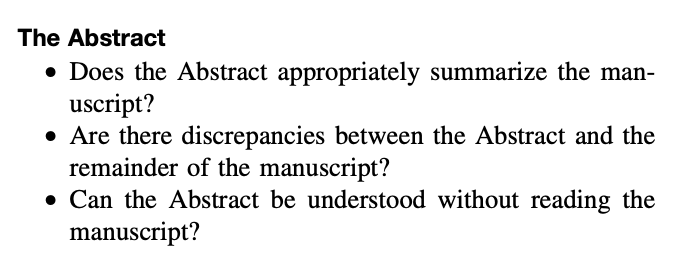 The Abstract
• Does the Abstract appropriately summarize the man-
uscript?
• Are there discrepancies between the Abstract and the
remainder of the manuscript?
• Can the Abstract be understood without reading the
manuscript?